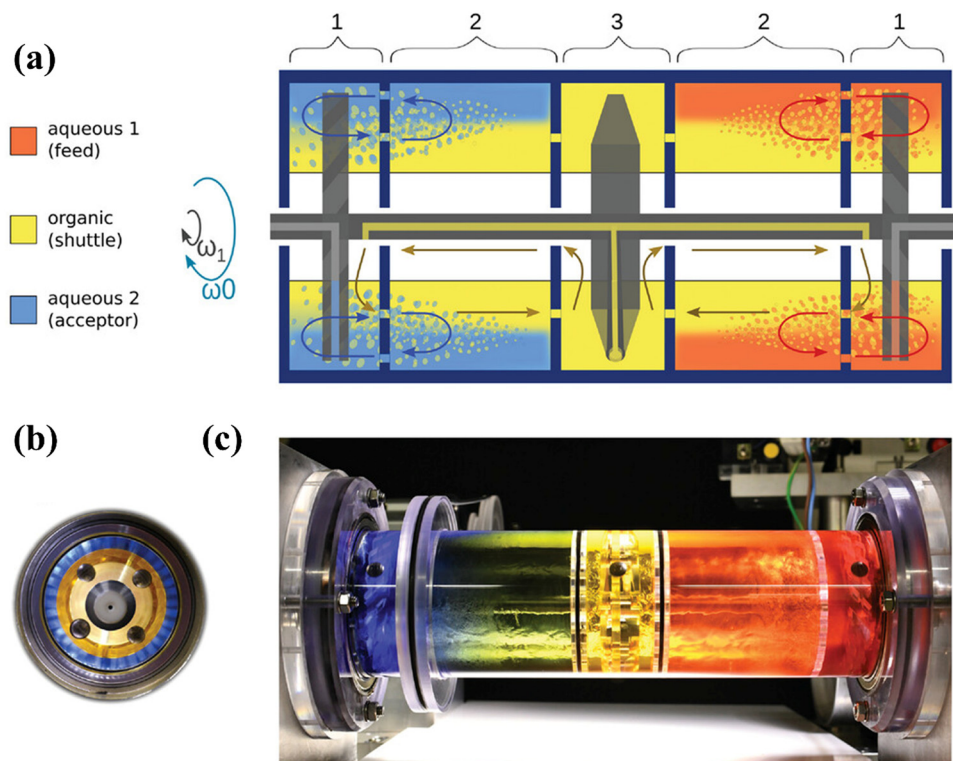 (a)
1
2
3
2
1
aqueous 1
(feed)
organic
(shuttle)
aqueous 2
(acceptor)
ω1
ω0
(b)
(c)